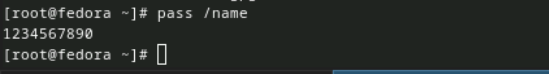 [root@fedora ~]# pass /name
1234567890
[root@fedora ~]#